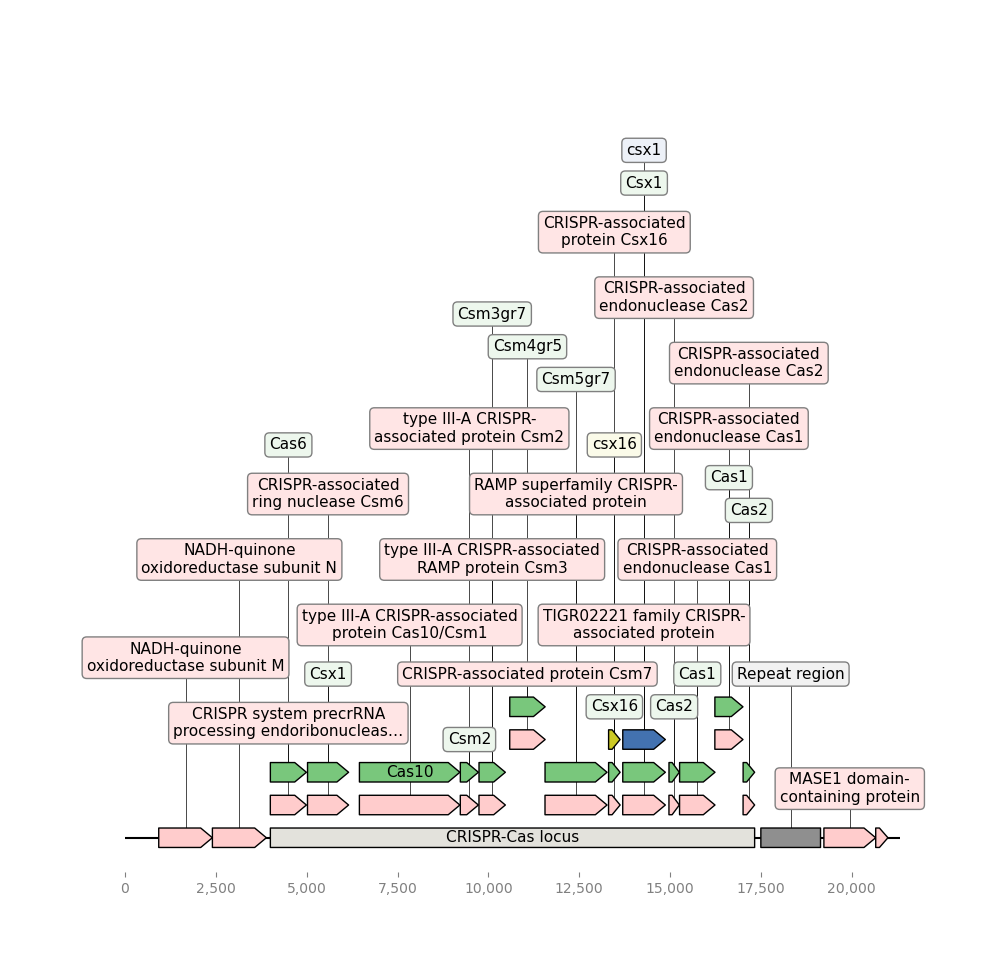 csx1
Csx1
CRISPR-associated
protein Csx16
CRISPR-associated
endonuclease Cas2
Csm3gr7
Csm4gr5
CRISPR-associated
endonuclease Cas2
Csm5gr7
type III-A CRISPR-
associated protein Csm2
CRISPR-associated
endonuclease Cas1
Cas6
csx16
Cas1
CRISPR-associated
ring nuclease Csm6
RAMP superfamily CRISPR-
associated protein
Cas2
NADH-quinone
oxidoreductase subunit N
type III-A CRISPR-associated
RAMP protein Csm3
CRISPR-associated
endonuclease Cas1
type III-A CRISPR-associated
protein Cas10/Csm1
TIGR02221 family CRISPR-
associated protein
NADH-quinone
oxidoreductase subunit M
Csx1
CRISPR-associated protein Csm7
Cas1
Repeat region
CRISPR system precrRNA
processing endoribonucleas…
Csx16
Cas2
Csm2
Cas10
MASE1 domain-
containing protein
CRISPR-Cas locus
0
2,500
5,000
7,500
10,000
12,500
15,000
17,500
20,000